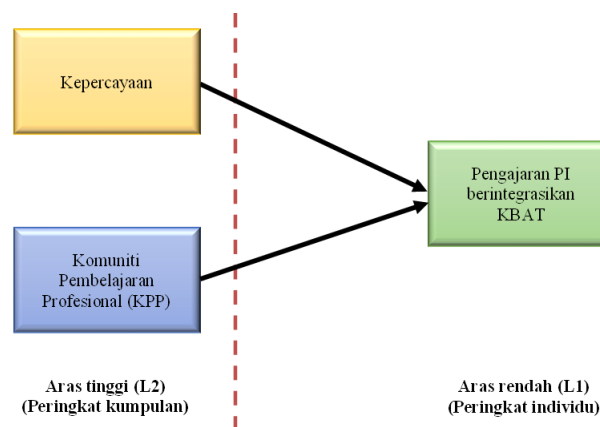 Kepercayaan
Pengajaran PI
berintegrasikan
KBAT
Komuniti
Pembelajaran
Profesional (KPP)
Aras tinggi (L2)
(Peringkat kumpulan)
Aras rendah (L1)
(Peringkat individu)